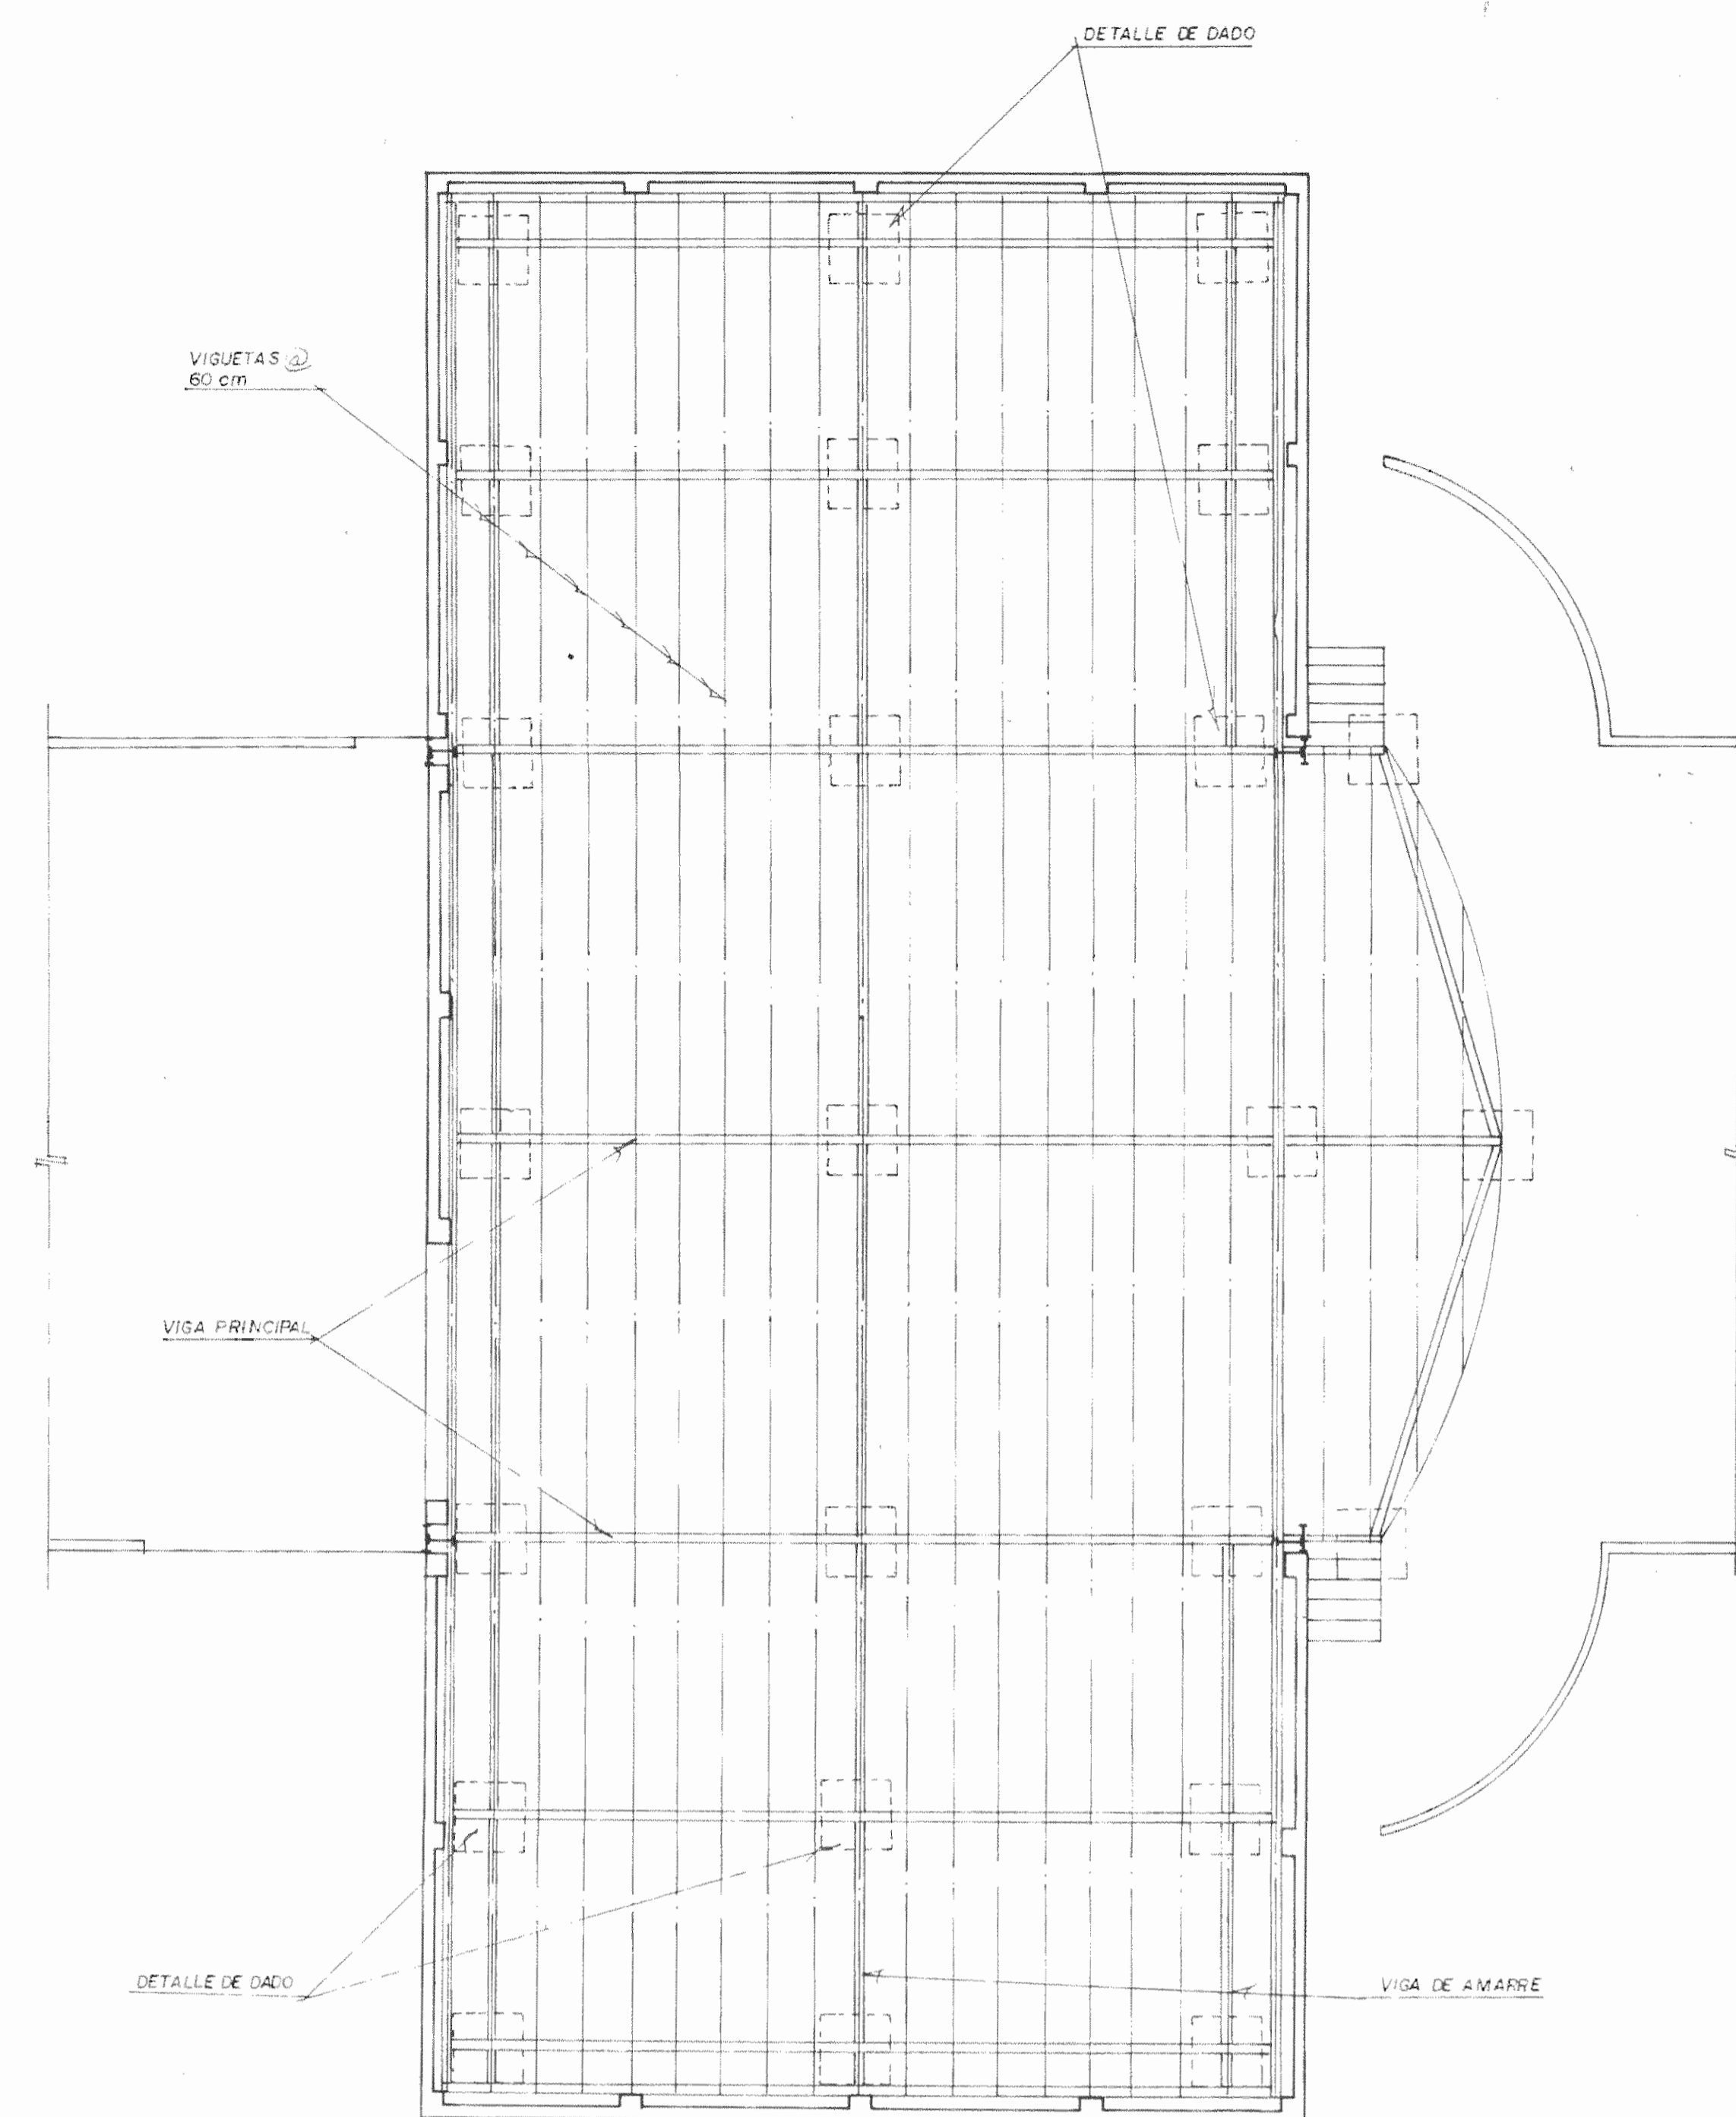 DETALLE DE DADO
VIGUETAS @
60 cm
VIGA PRINCIPAL
DETALLE DE DADO
VIGA DE AMARRE